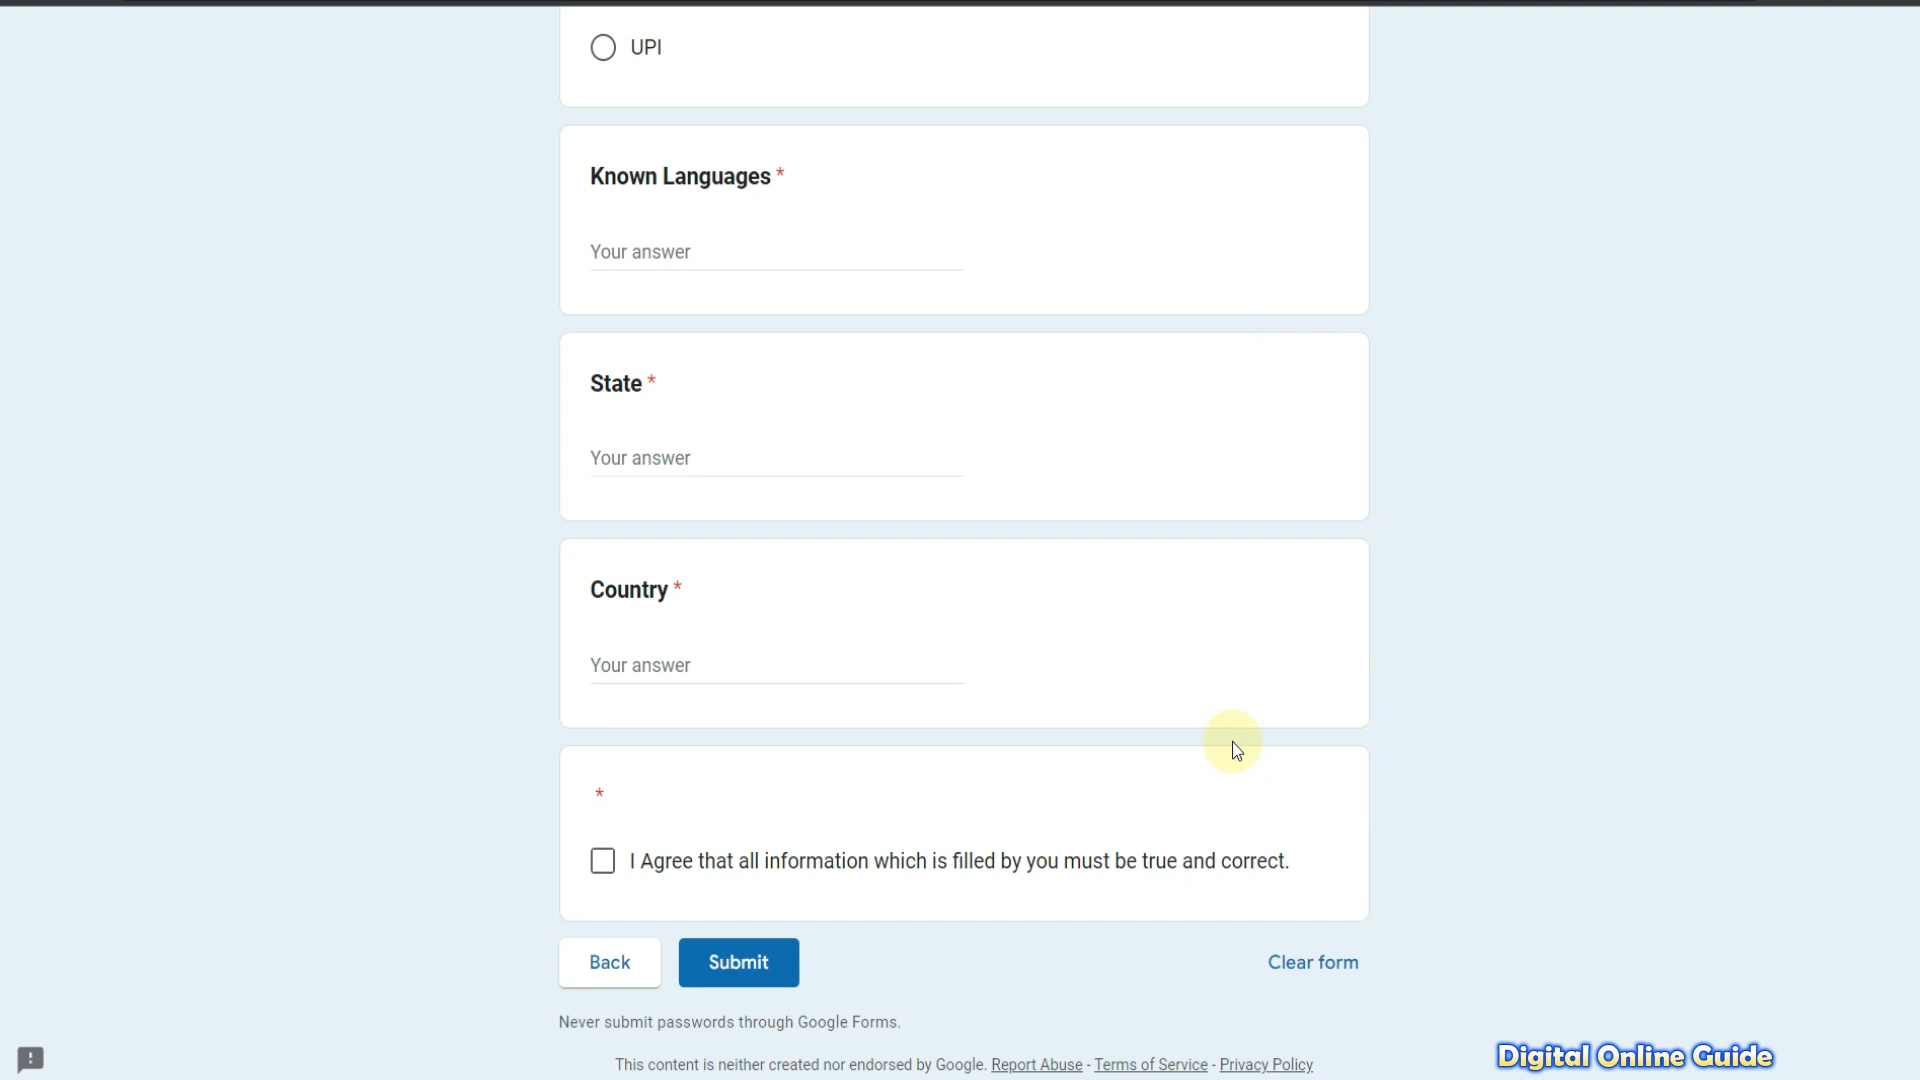 UPI
Known Languages *
Your answer
State *
Your answer
Country *
Your answer
*
I Agree that all information which is filled by you must be true and correct.
Back Submit Clear form
Never submit passwords through Google Forms.
This content is neither created nor endorsed by Google. Report Abuse - Terms of Service - Privacy Policy
Digital Online Guide